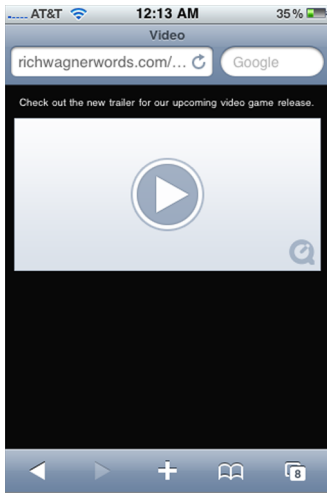 AT&T 12:13 AM 35%
Video
richwagnerwords.com/... Google
Check out the new trailer for our upcoming video game release.
8